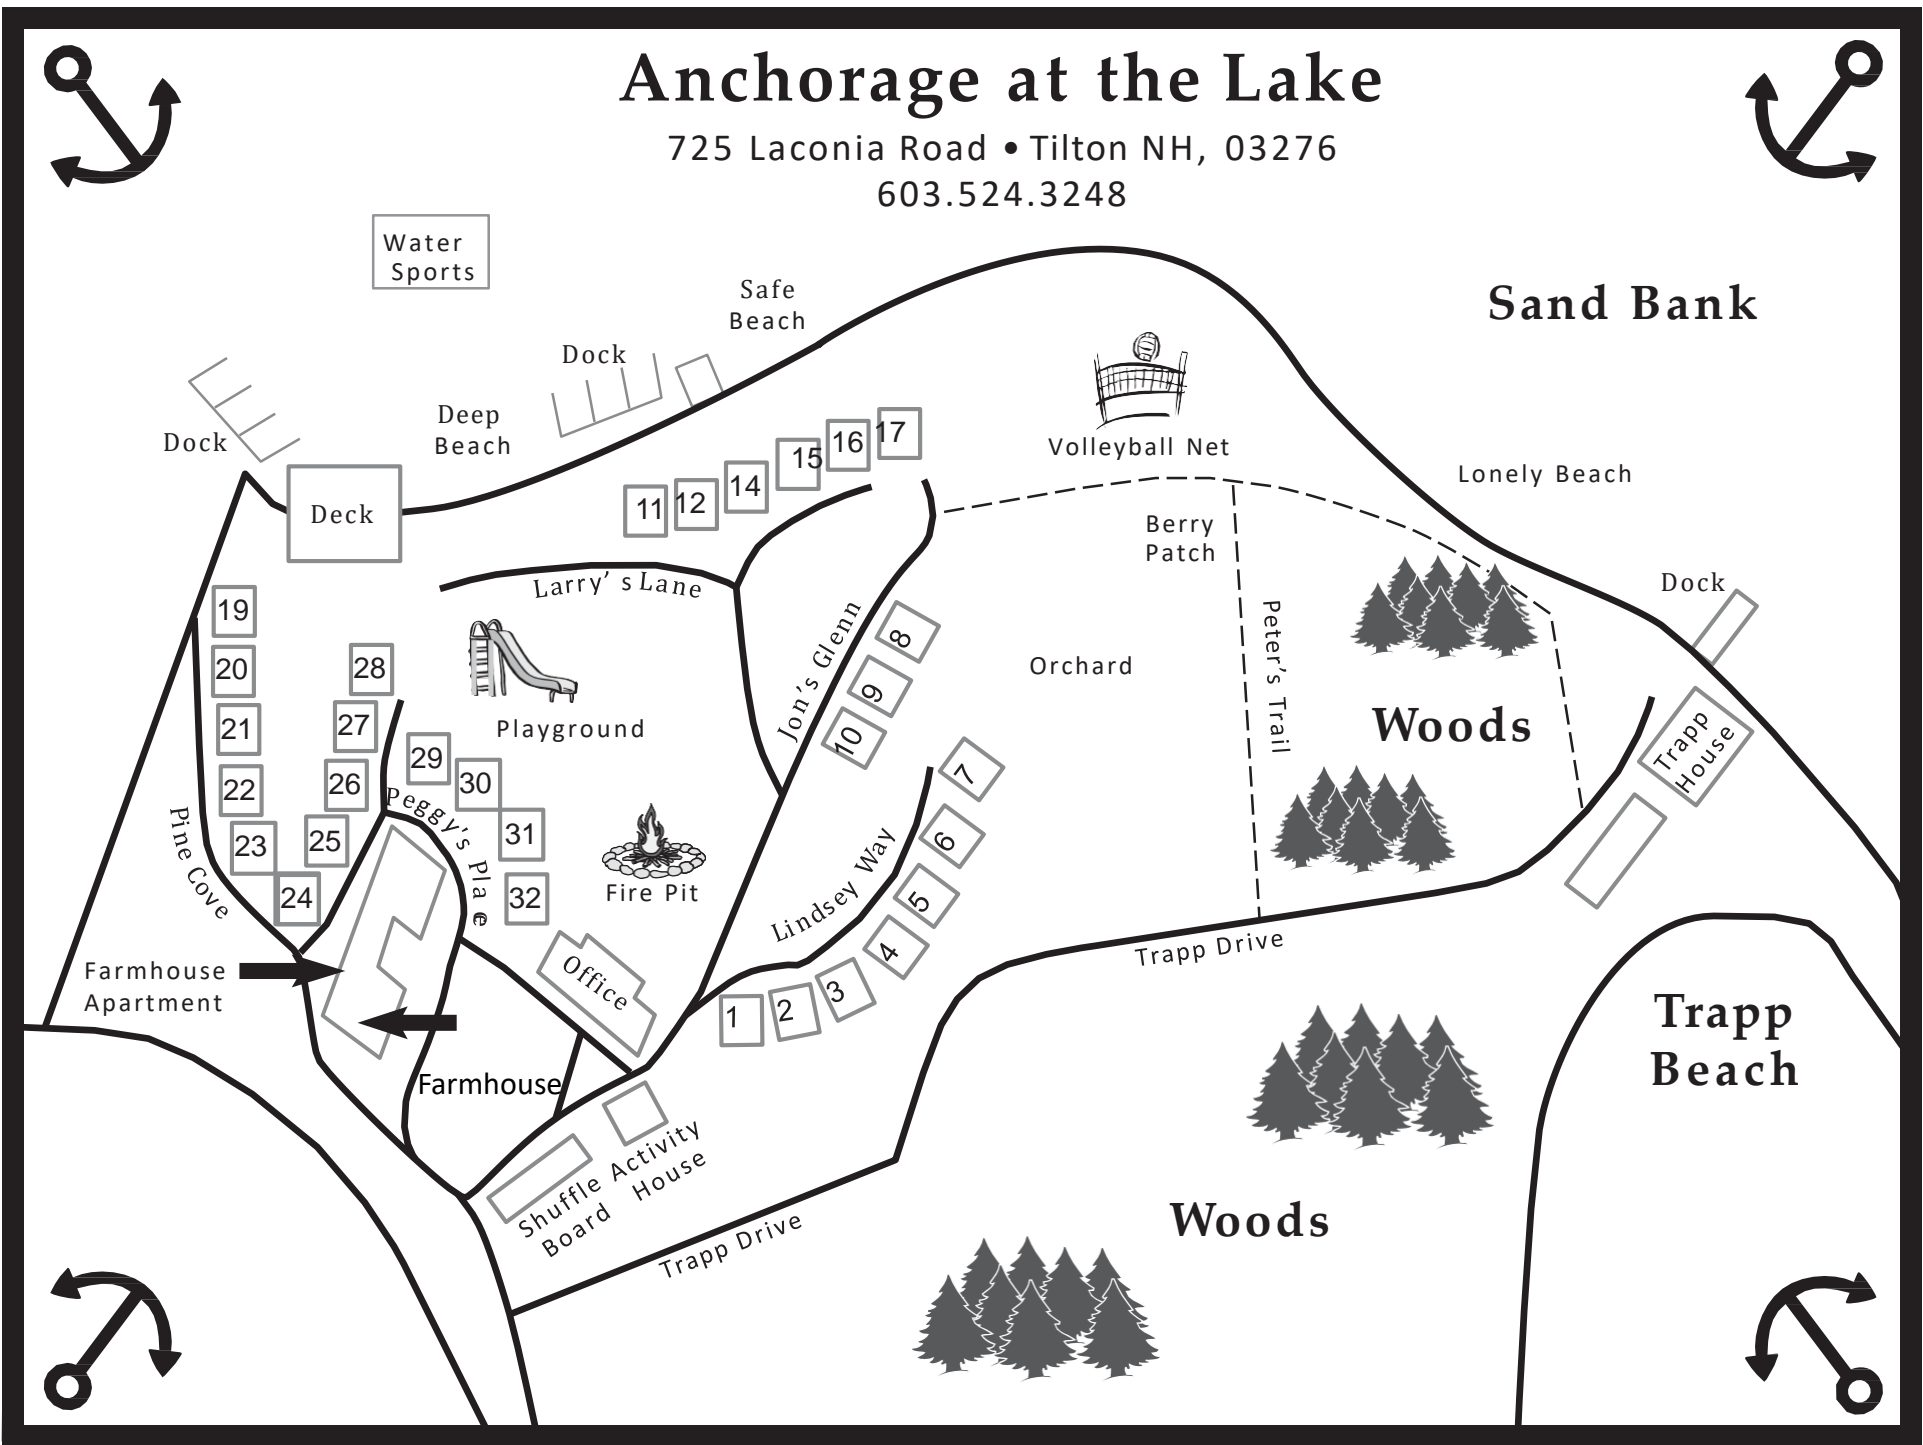 Anchorage at the Lake
725 Laconia Road • Tilton NH, 03276
603.524.3248
Water
Sports
Safe
Beach
Sand Bank
Dock
Deep
Beach
Dock
Deck
Volleyball Net
Lonely Beach
17
16
15
14
12
11
Berry
Patch
Larry's Lane
Dock
19
20
21
22
23
24
25
26
27
28
29
30
31
32
Playground
Jon's Glenn
8
9
10
Orchard
Peter's Trail
Woods
Trapp
House
Pine Cove
Peggy's Pla e
Fire Pit
Lindsey Way
7
6
5
4
3
2
1
Trapp Drive
Farmhouse
Apartment
Office
Trapp
Beach
Farmhouse
Activity
House
Shuffle
Board
Trapp Drive
Woods